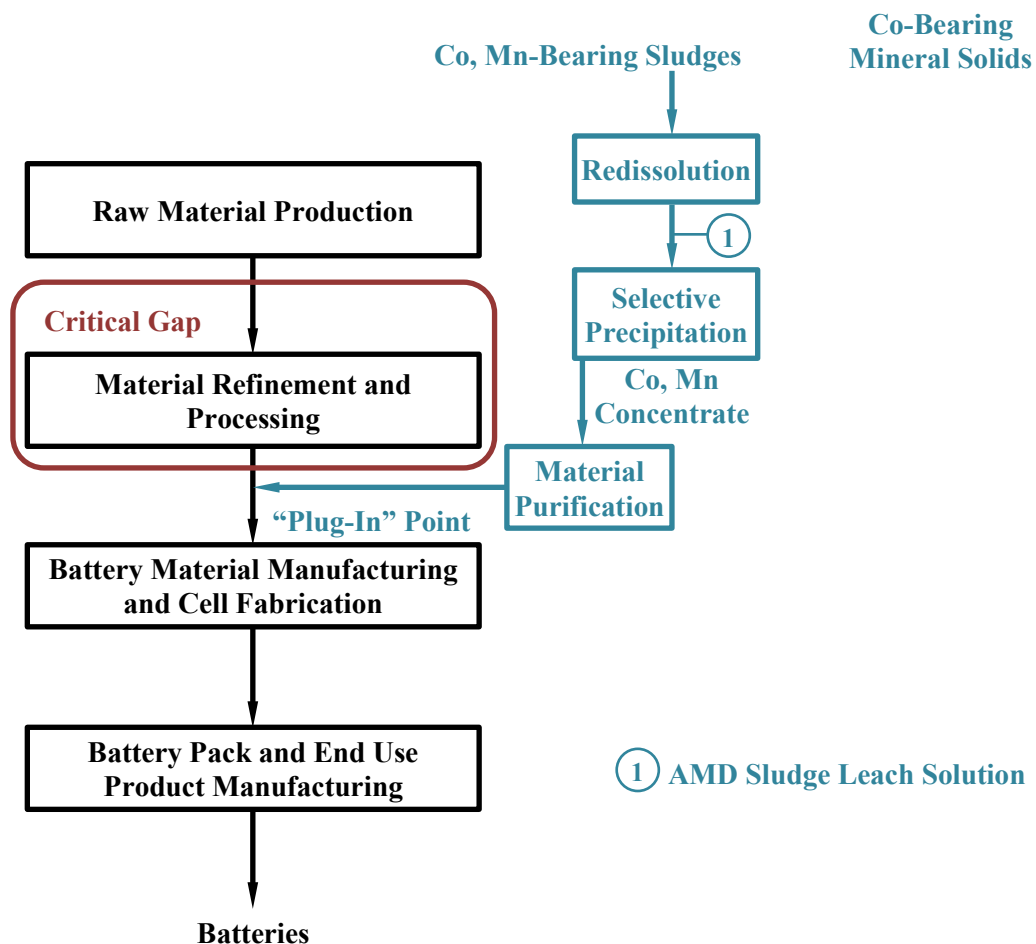 Co-Bearing
Mineral Solids
Co, Mn-Bearing Sludges
Redissolution
1
Selective
Precipitation
Co, Mn
Concentrate
Material
Purification
Raw Material Production
Critical Gap
Material Refinement and
Processing
“Plug-In” Point
Battery Material Manufacturing
and Cell Fabrication
Battery Pack and End Use
Product Manufacturing
1 AMD Sludge Leach Solution
Batteries